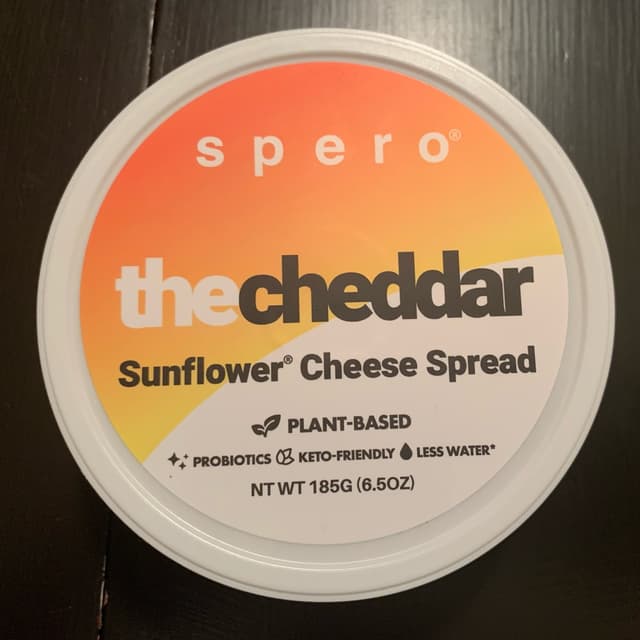 spero®
thecheddar
Sunflower® Cheese Spread
PLANT-BASED
PROBIOTICS KETO-FRIENDLY LESS WATER*
NT WT 185G (6.5OZ)